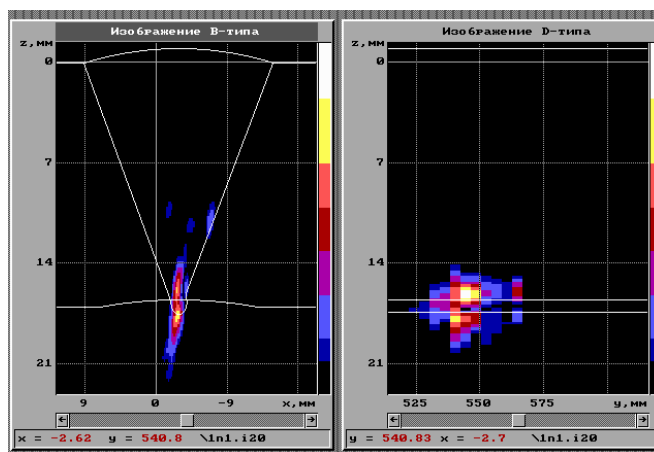 Изображение B-типа
z,мм
0
7
14
21
9 0 -9 x,мм
x = -2.62 y = 540.8 \ln1.i20
Изображение D-типа
z,мм
0
7
14
21
525 550 575 y,мм
y = 540.83 x = -2.7 \ln1.i20